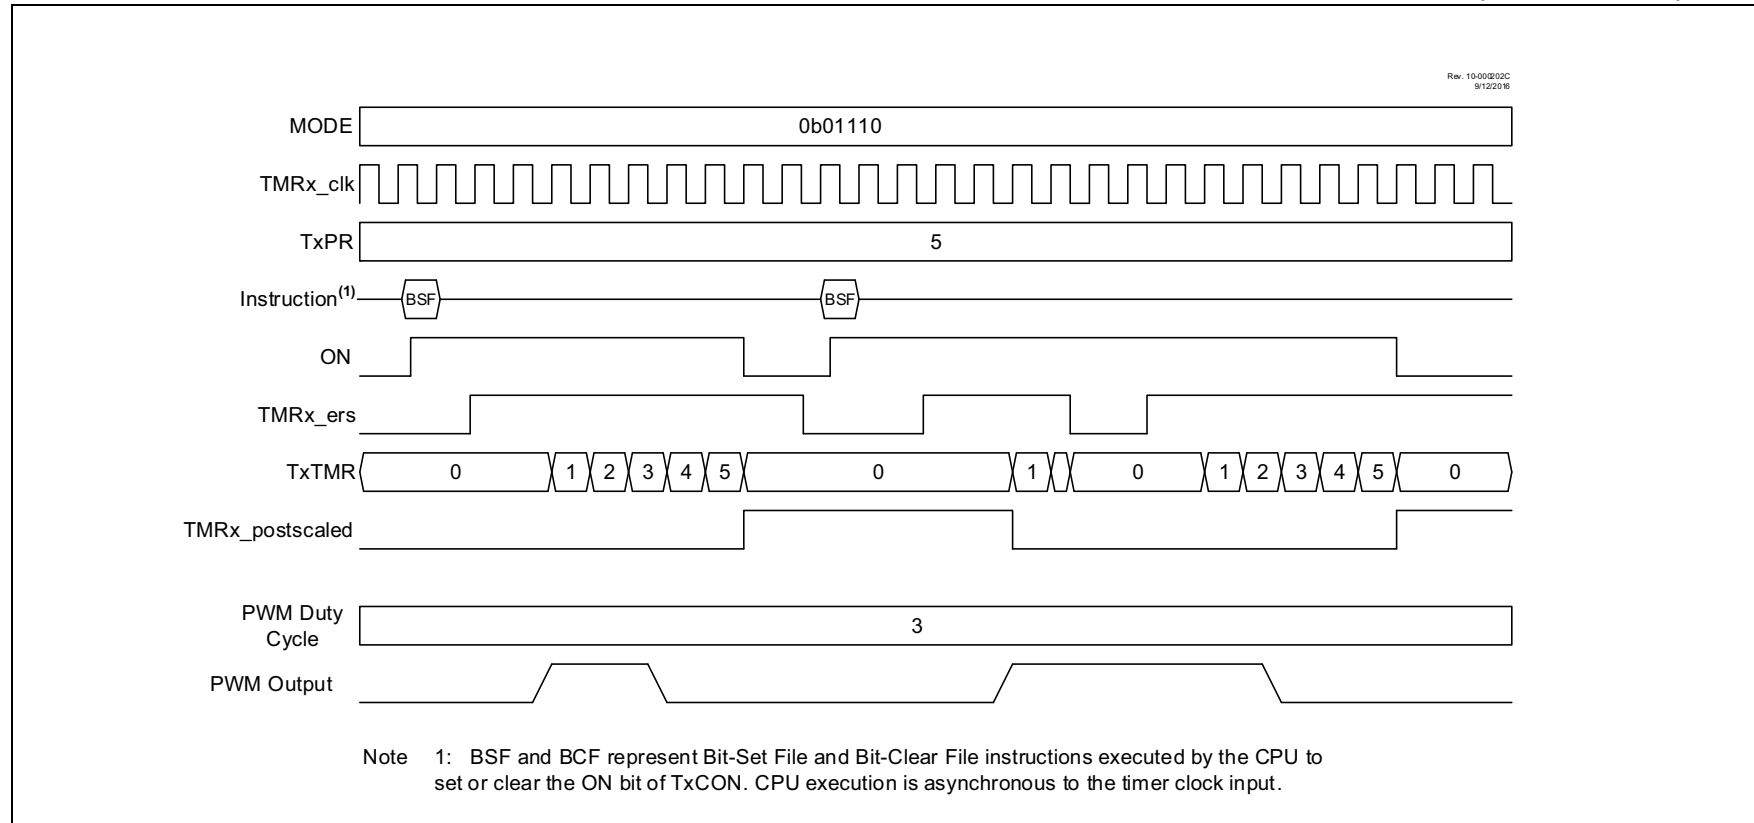 Rev. 10-000202C
9/12/2016
MODE 0b01110
TMRx_clk
TxPR 5
Instruction(1) BSF BSF
ON
TMRx_ers
TxTMR 0 1 2 3 4 5 0 1 0 1 2 3 4 5 0
TMRx_postscaled
PWM Duty
Cycle 3
PWM Output
Note 1: BSF and BCF represent Bit-Set File and Bit-Clear File instructions executed by the CPU to
set or clear the ON bit of TxCON. CPU execution is asynchronous to the timer clock input.